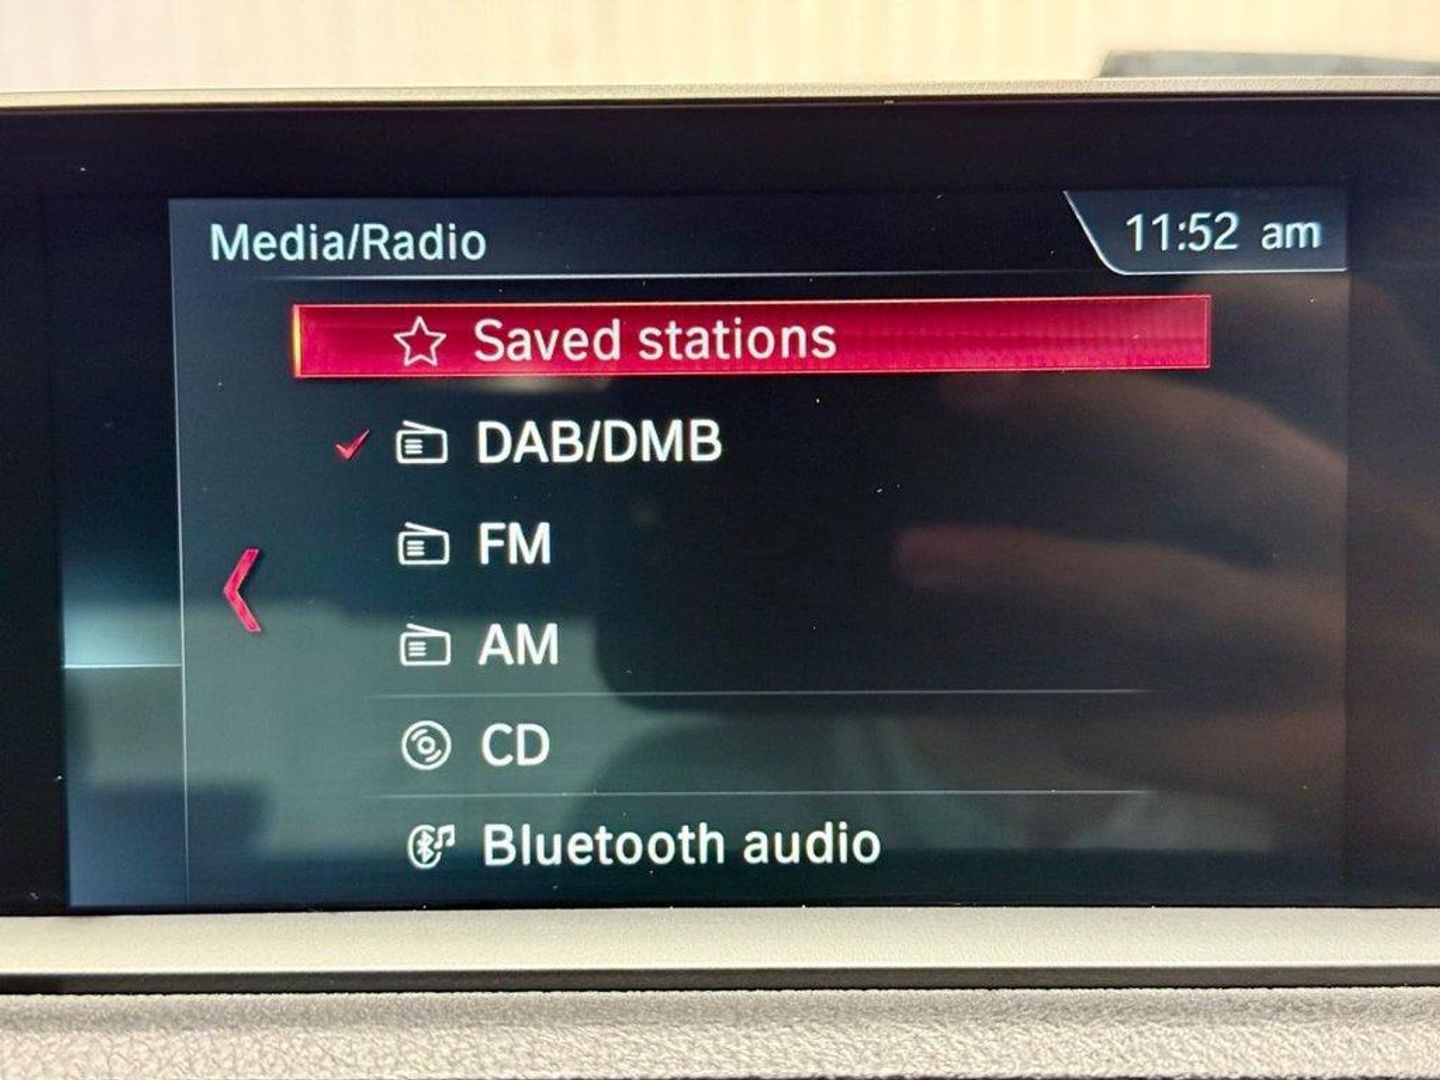 Media/Radio
11:52 am
Saved stations
DAB/DMB
FM
AM
CD
Bluetooth audio